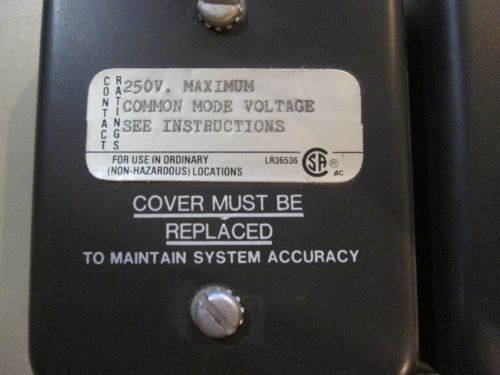 CONTACT
RATINGS
250V. MAXIMUM
COMMON MODE VOLTAGE
SEE INSTRUCTIONS
FOR USE IN ORDINARY
(NON-HAZARDOUS) LOCATIONS
LR36536
SA ®
AC
COVER MUST BE
REPLACED
TO MAINTAIN SYSTEM ACCURACY